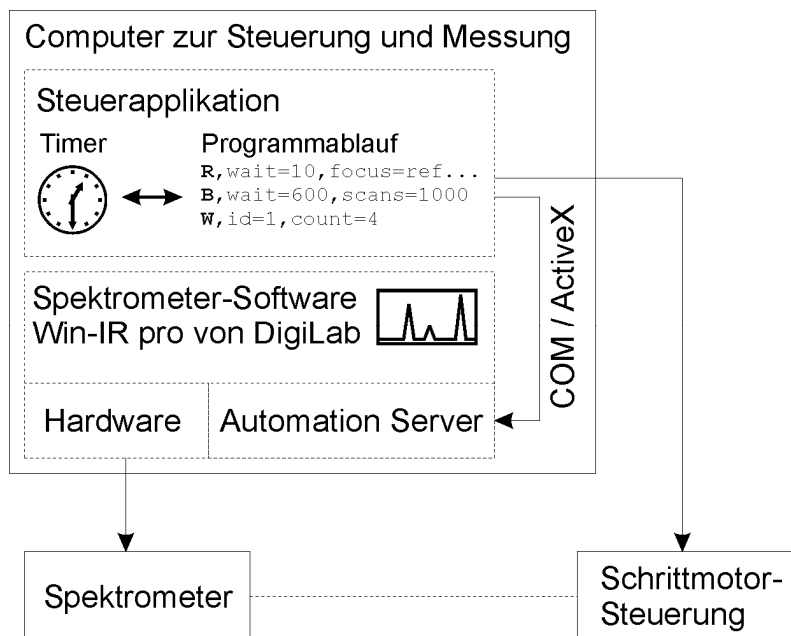 Computer zur Steuerung und Messung
Steuerapplikation
Timer
Programmablauf
R,wait=10,focus=ref...
B,wait=600,scans=1000
W,id=1,count=4
COM / ActiveX
Spektrometer-Software
Win-IR pro von DigiLab
Hardware
Automation Server
Spektrometer
Schrittmotor-
Steuerung